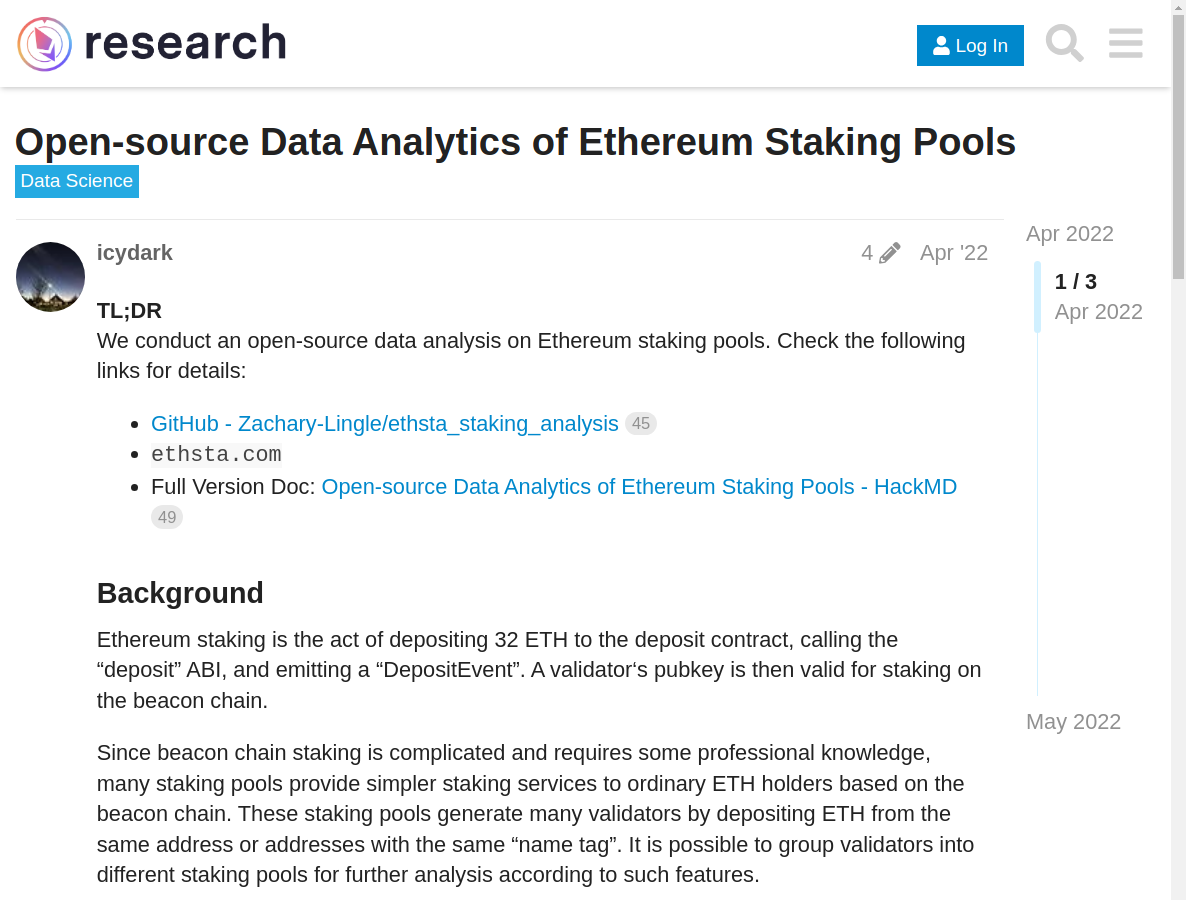 research
Log In
Open-source Data Analytics of Ethereum Staking Pools
Data Science
icydark
4
Apr '22
TL;DR
We conduct an open-source data analysis on Ethereum staking pools. Check the following
links for details:
GitHub - Zachary-Lingle/ethsta_staking_analysis 45
ethsta.com
Full Version Doc: Open-source Data Analytics of Ethereum Staking Pools - HackMD
49
Background
Ethereum staking is the act of depositing 32 ETH to the deposit contract, calling the
“deposit” ABI, and emitting a “DepositEvent”. A validator‘s pubkey is then valid for staking on
the beacon chain.
Since beacon chain staking is complicated and requires some professional knowledge,
many staking pools provide simpler staking services to ordinary ETH holders based on the
beacon chain. These staking pools generate many validators by depositing ETH from the
same address or addresses with the same “name tag”. It is possible to group validators into
different staking pools for further analysis according to such features.
Apr 2022
1 / 3
Apr 2022
May 2022